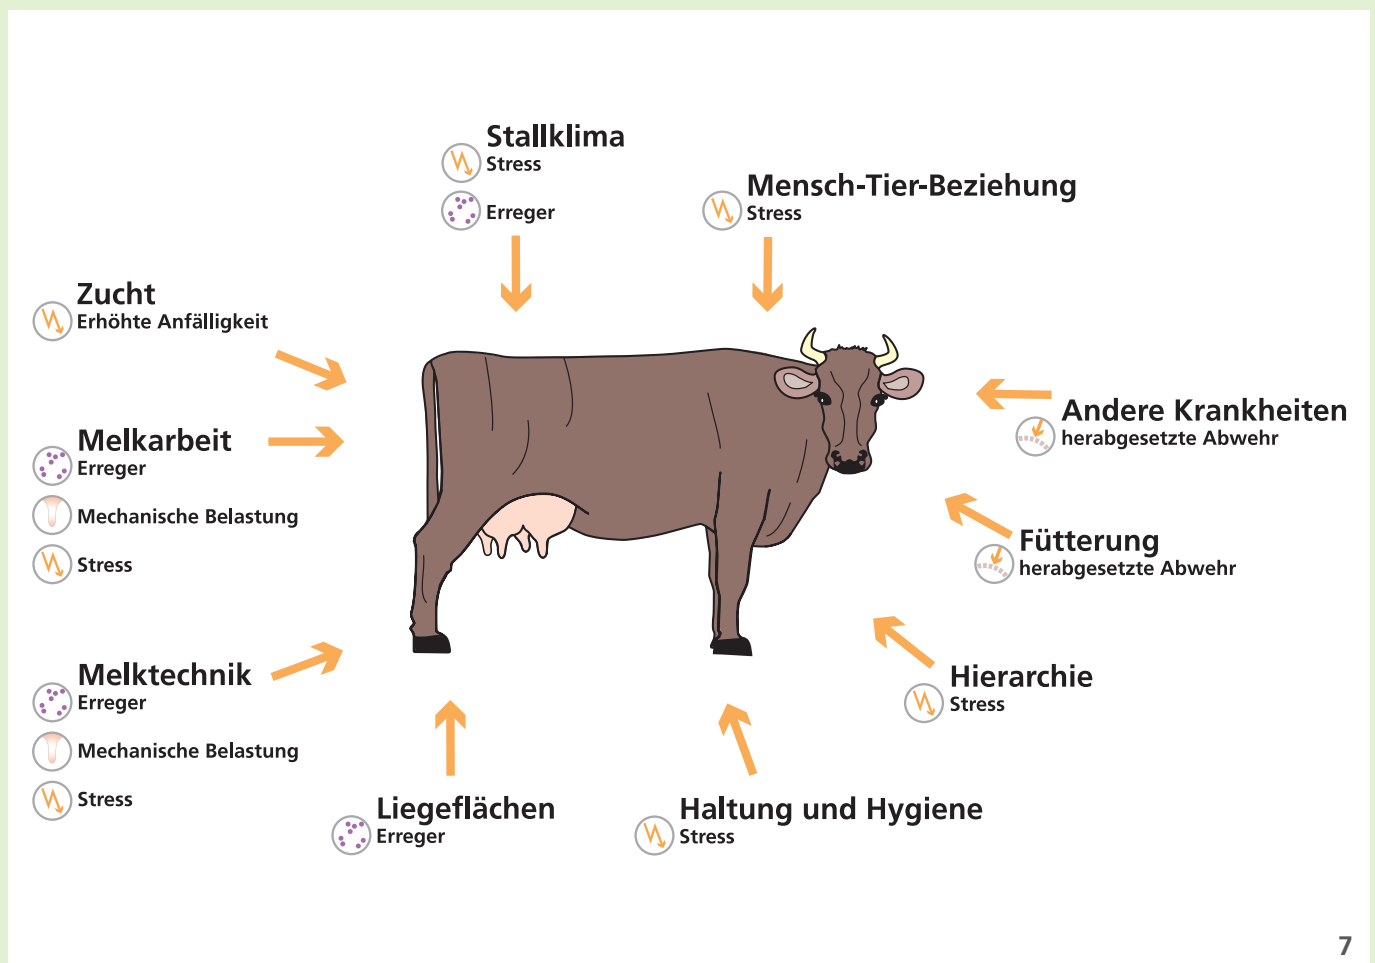 Stallklima
Stress
Erreger
Mensch-Tier-Beziehung
Stress
Zucht
Erhöhte Anfälligkeit
Andere Krankheiten
herabgesetzte Abwehr
Melkarbeit
Erreger
Mechanische Belastung
Stress
Fütterung
herabgesetzte Abwehr
Melktechnik
Erreger
Mechanische Belastung
Stress
Hierarchie
Stress
Liegeflächen
Erreger
Haltung und Hygiene
Stress
7